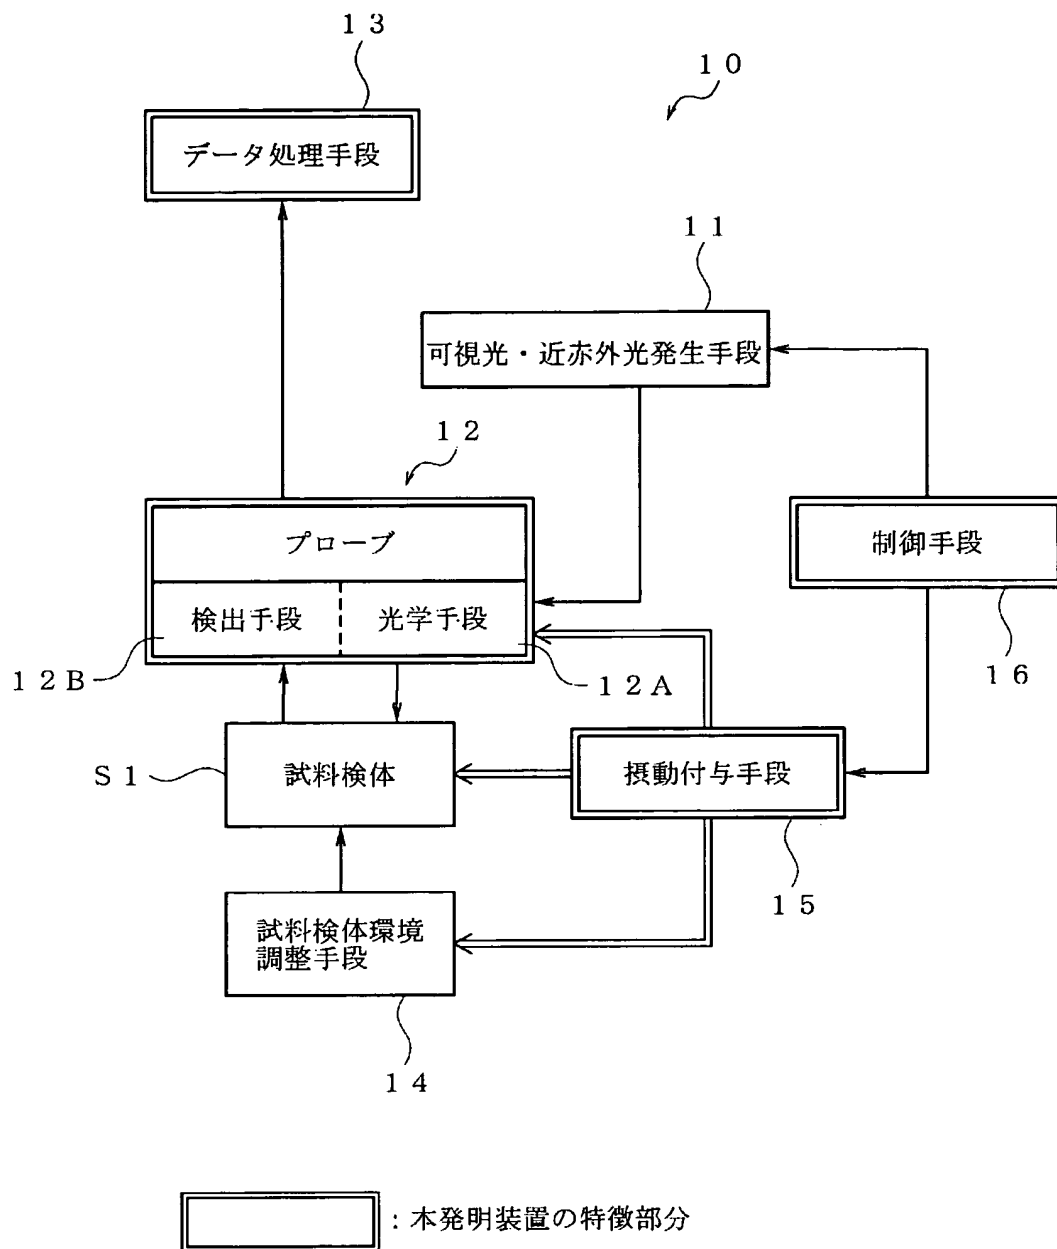 １３
１０
データ処理手段
１１
可視光・近赤外光発生手段
１２
プローブ
制御手段
検出手段
光学手段
１２Ｂ
１２Ａ
１６
Ｓ１
試料検体
摂動付与手段
１５
試料検体環境
調整手段
１４
：本発明装置の特徴部分